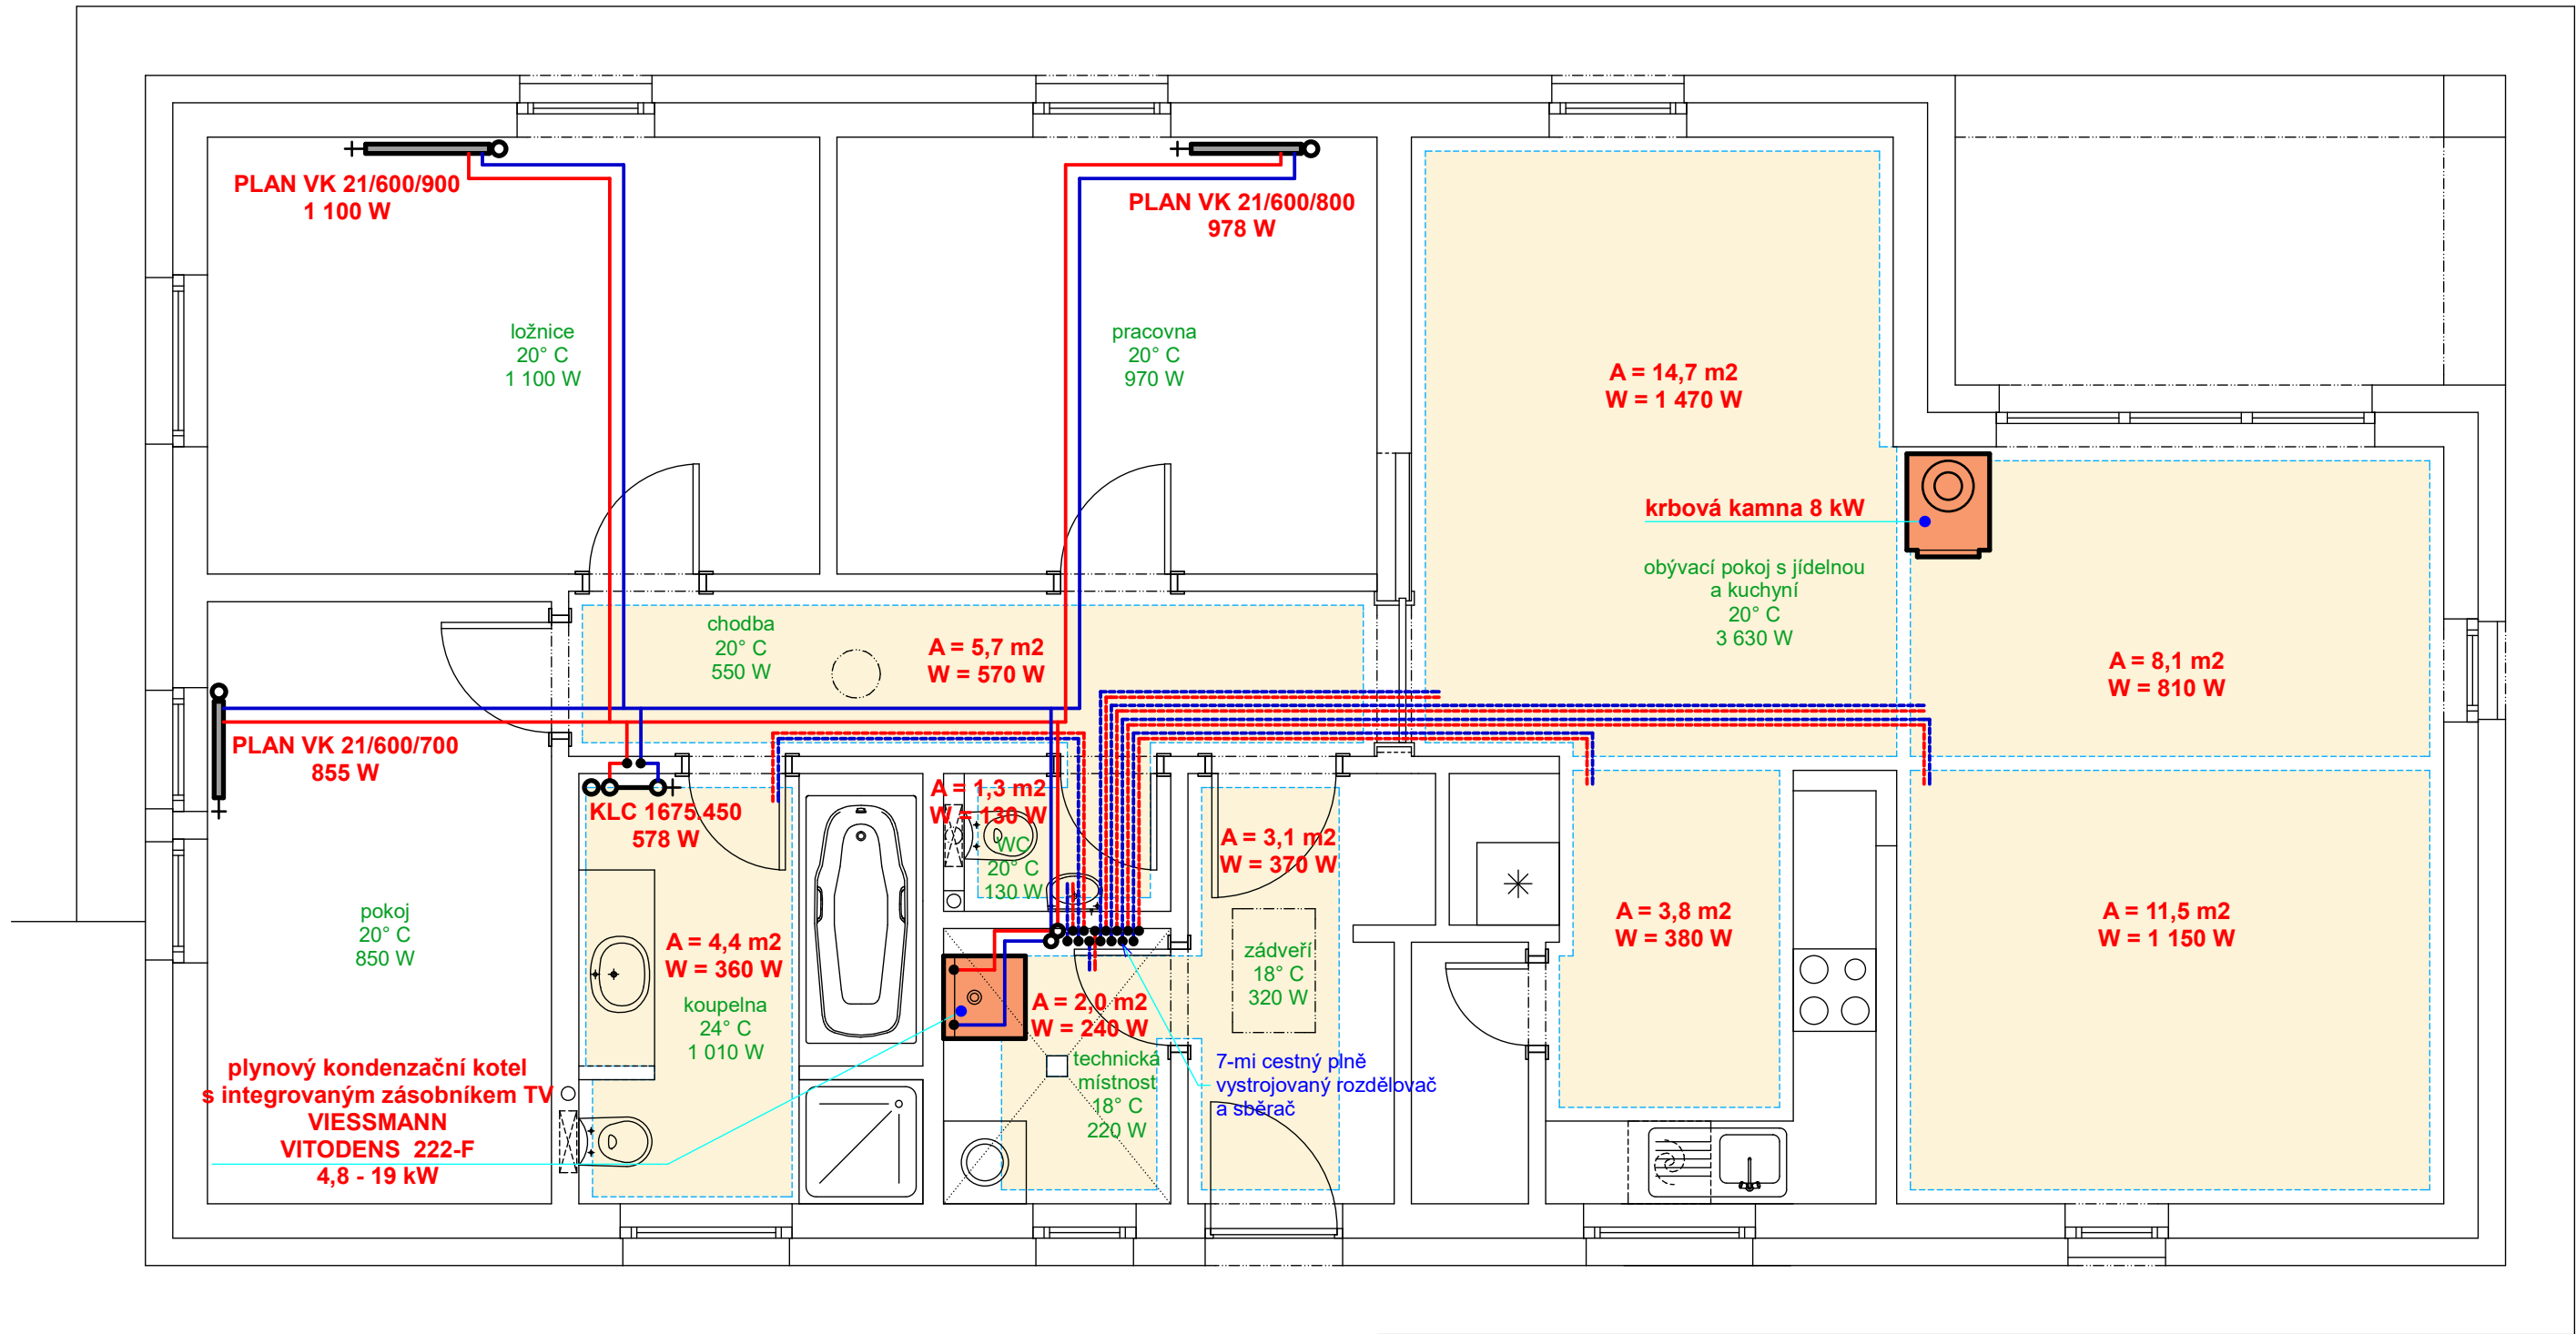 PLAN VK 21/600/900
1 100 W
PLAN VK 21/600/800
978 W
ložnice
20° C
1 100 W
pracovna
20° C
970 W
A = 14,7 m2
W = 1 470 W
krbová kamna 8 kW
obývací pokoj s jídelnou
a kuchyní
20° C
3 630 W
chodba
20° C
550 W
A = 5,7 m2
W = 570 W
A = 8,1 m2
W = 810 W
PLAN VK 21/600/700
855 W
KLC 1675.450
578 W
A = 1,3 m2
W = 130 W
WC
20° C
130 W
A = 3,1 m2
W = 370 W
pokoj
20° C
850 W
A = 4,4 m2
W = 360 W
koupelna
24° C
1 010 W
A = 2,0 m2
W = 240 W
technická
místnost
18° C
220 W
zádveří
18° C
320 W
A = 3,8 m2
W = 380 W
A = 11,5 m2
W = 1 150 W
7-mi cestný plně
vystrojovaný rozdělovač
a sběrač
plynový kondenzační kotel
s integrovaným zásobníkem TV
VIESSMANN
VITODENS 222-F
4,8 - 19 kW